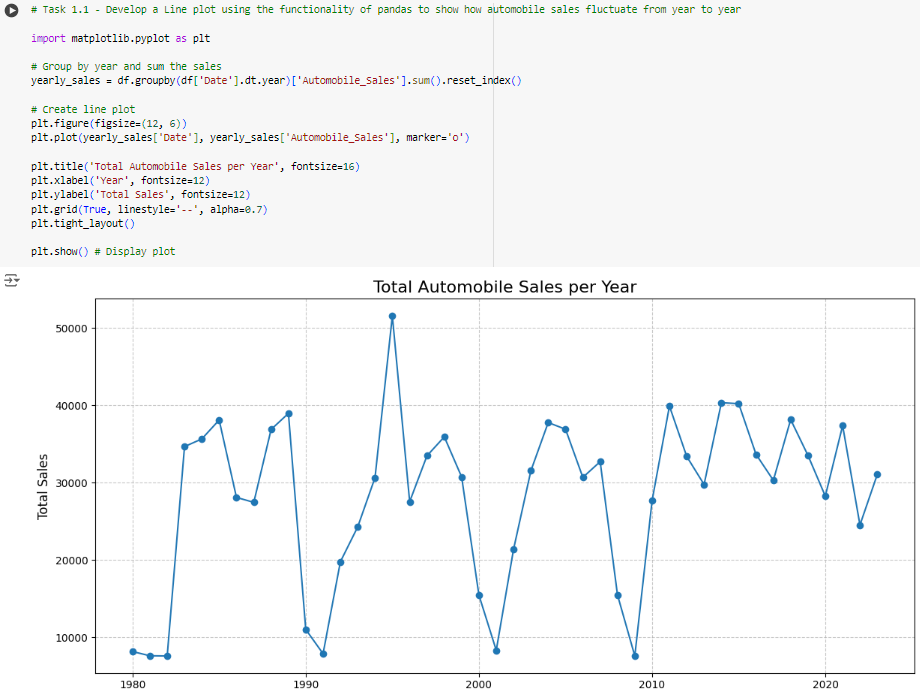 # Task 1.1 - Develop a Line plot using the functionality of pandas to show how automobile sales fluctuate from year to year
import matplotlib.pyplot as plt
# Group by year and sum the sales
yearly_sales = df.groupby(df['Date'].dt.year)['Automobile_Sales'].sum().reset_index()
# Create line plot
plt.figure(figsize=(12, 6))
plt.plot(yearly_sales['Date'], yearly_sales['Automobile_Sales'], marker='o')
plt.title('Total Automobile Sales per Year', fontsize=16)
plt.xlabel('Year', fontsize=12)
plt.ylabel('Total Sales', fontsize=12)
plt.grid(True, linestyle='--', alpha=0.7)
plt.tight_layout()
plt.show() # Display plot
Total Automobile Sales per Year
50000
40000
30000
20000
10000
Total Sales
1980 1990 2000 2010 2020